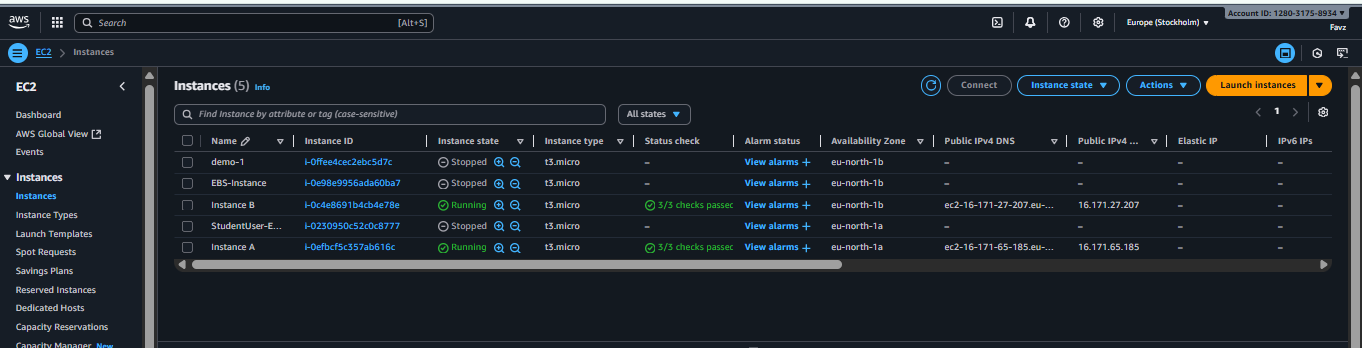 aws Search [Alt+S] Europe (Stockholm) Account ID: 1280-3175-8934
Favz
EC2 > Instances
EC2
Dashboard
AWS Global View
Events
Instances
Instances
Instance Types
Launch Templates
Spot Requests
Savings Plans
Reserved Instances
Dedicated Hosts
Capacity Reservations
Capacity Manager New
Instances (5) Info Connect Instance state Actions Launch instances
Find Instance by attribute or tag (case-sensitive) All states 1
Name Instance ID Instance state Instance type Status check Alarm status Availability Zone Public IPv4 DNS Public IPv4 ... Elastic IP IPv6 IPs
demo-1 i-0ffee4cec2ebc5d7c Stopped t3.micro – View alarms + eu-north-1b – – – –
EBS-Instance i-0e98e9956ada60ba7 Stopped t3.micro – View alarms + eu-north-1b – – – –
Instance B i-0c4e8691b4cb4e78e Running t3.micro 3/3 checks passed View alarms + eu-north-1b ec2-16-171-27-207.eu-... 16.171.27.207 – –
StudentUser-E... i-0230950c52c0c8777 Stopped t3.micro – View alarms + eu-north-1a – – – –
Instance A i-0efbcf5c357ab616c Running t3.micro 3/3 checks passed View alarms + eu-north-1a ec2-16-171-65-185.eu-... 16.171.65.185 – –